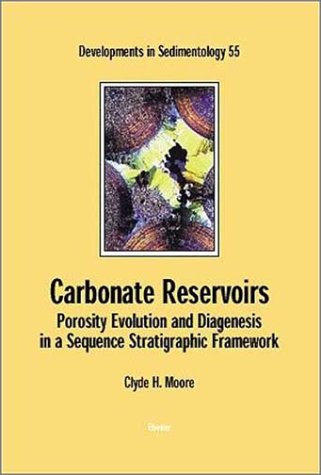 Developments in Sedimentology 55
Carbonate Reservoirs
Porosity Evolution and Diagenesis
in a Sequence Stratigraphic Framework
Clyde H. Moore
Elsevier